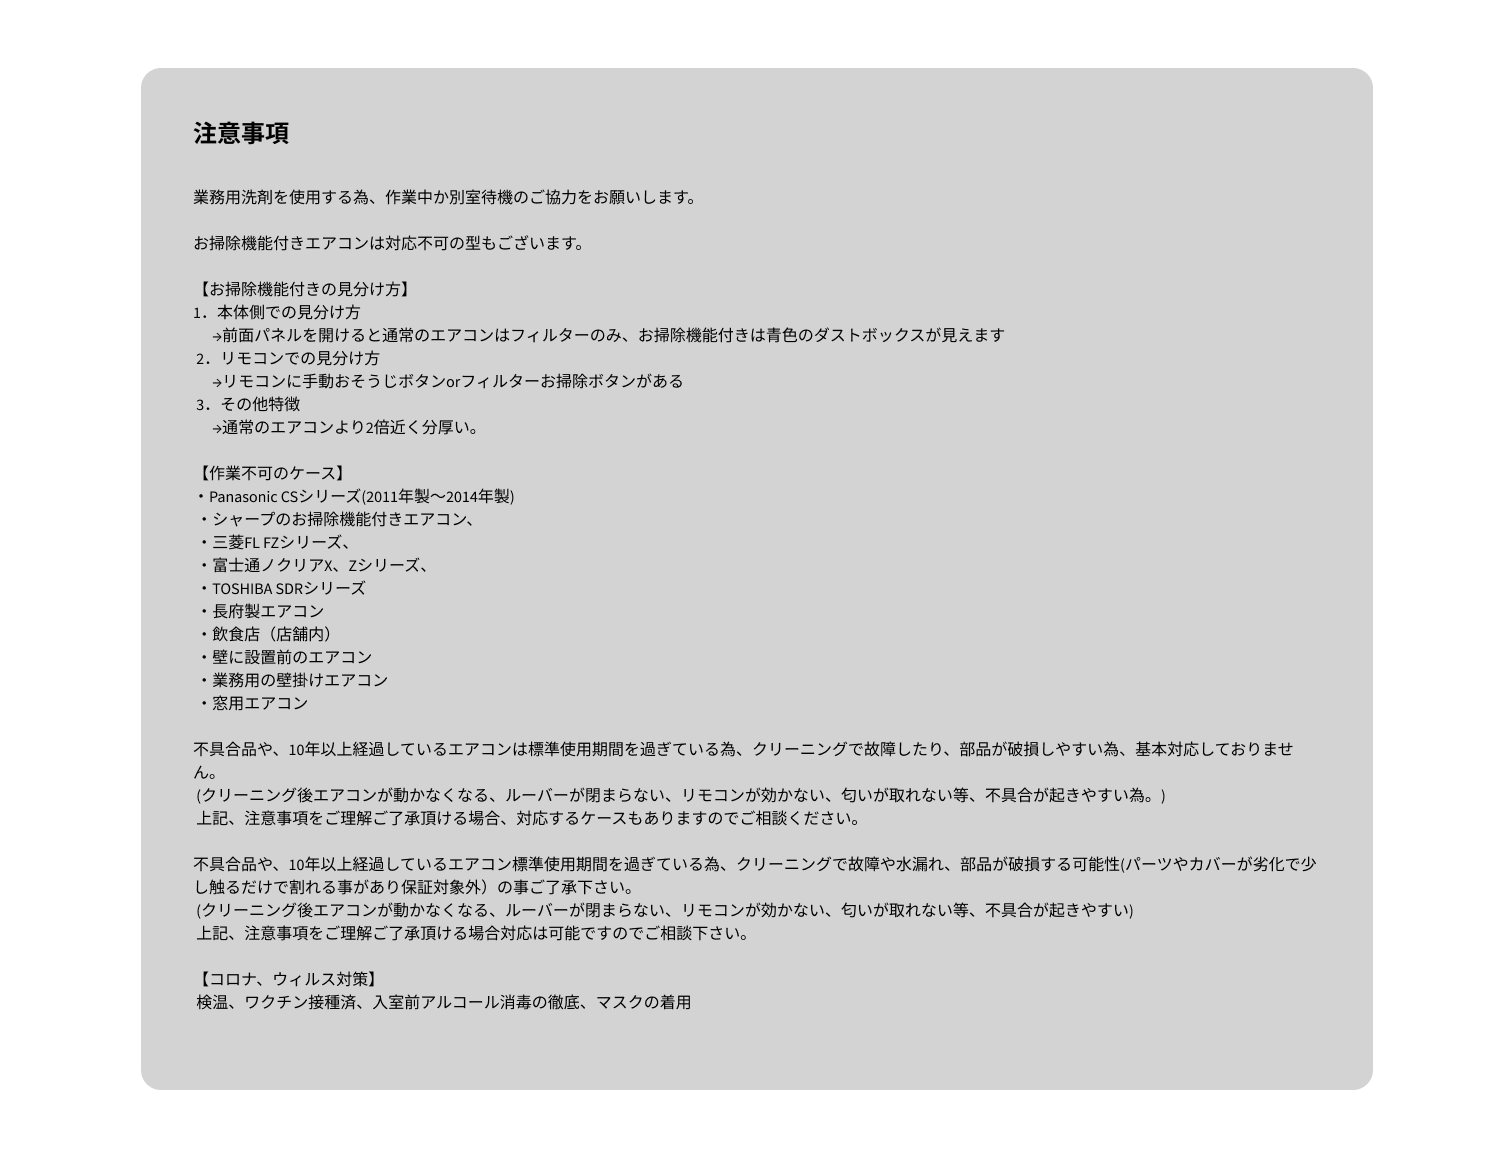 注意事項
業務用洗剤を使用する為、作業中か別室待機のご協力をお願いします。
お掃除機能付きエアコンは対応不可の型もございます。
【お掃除機能付きの見分け方】
1．本体側での見分け方
→前面パネルを開けると通常のエアコンはフィルターのみ、お掃除機能付きは青色のダストボックスが見えます
2．リモコンでの見分け方
→リモコンに手動おそうじボタンorフィルターお掃除ボタンがある
3．その他特徴
→通常のエアコンより2倍近く分厚い。
【作業不可のケース】
・Panasonic CSシリーズ(2011年製〜2014年製)
・シャープのお掃除機能付きエアコン、
・三菱FL FZシリーズ、
・富士通ノクリアX、Zシリーズ、
・TOSHIBA SDRシリーズ
・長府製エアコン
・飲食店（店舗内）
・壁に設置前のエアコン
・業務用の壁掛けエアコン
・窓用エアコン
不具合品や、10年以上経過しているエアコンは標準使用期間を過ぎている為、クリーニングで故障したり、部品が破損しやすい為、基本対応しておりませ
ん。
(クリーニング後エアコンが動かなくなる、ルーバーが閉まらない、リモコンが効かない、匂いが取れない等、不具合が起きやすい為。)
上記、注意事項をご理解ご了承頂ける場合、対応するケースもありますのでご相談ください。
不具合品や、10年以上経過しているエアコン標準使用期間を過ぎている為、クリーニングで故障や水漏れ、部品が破損する可能性(パーツやカバーが劣化で少
し触るだけで割れる事があり保証対象外）の事ご了承下さい。
(クリーニング後エアコンが動かなくなる、ルーバーが閉まらない、リモコンが効かない、匂いが取れない等、不具合が起きやすい)
上記、注意事項をご理解ご了承頂ける場合対応は可能ですのでご相談下さい。
【コロナ、ウィルス対策】
検温、ワクチン接種済、入室前アルコール消毒の徹底、マスクの着用